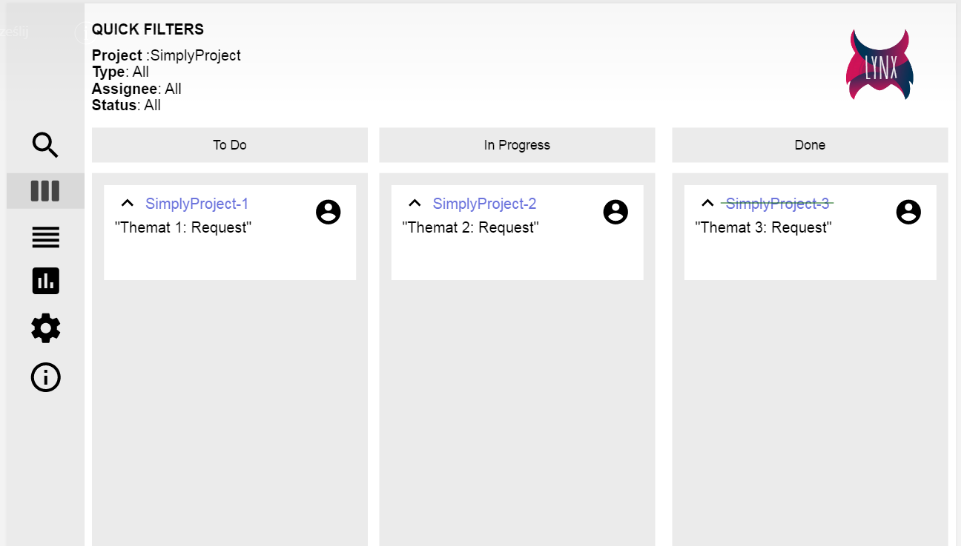 QUICK FILTERS
Project :SimplyProject
Type: All
Assignee: All
Status: All
LYNX
To Do
In Progress
Done
SimplyProject-1
"Themat 1: Request"
SimplyProject-2
"Themat 2: Request"
SimplyProject-3
"Themat 3: Request"